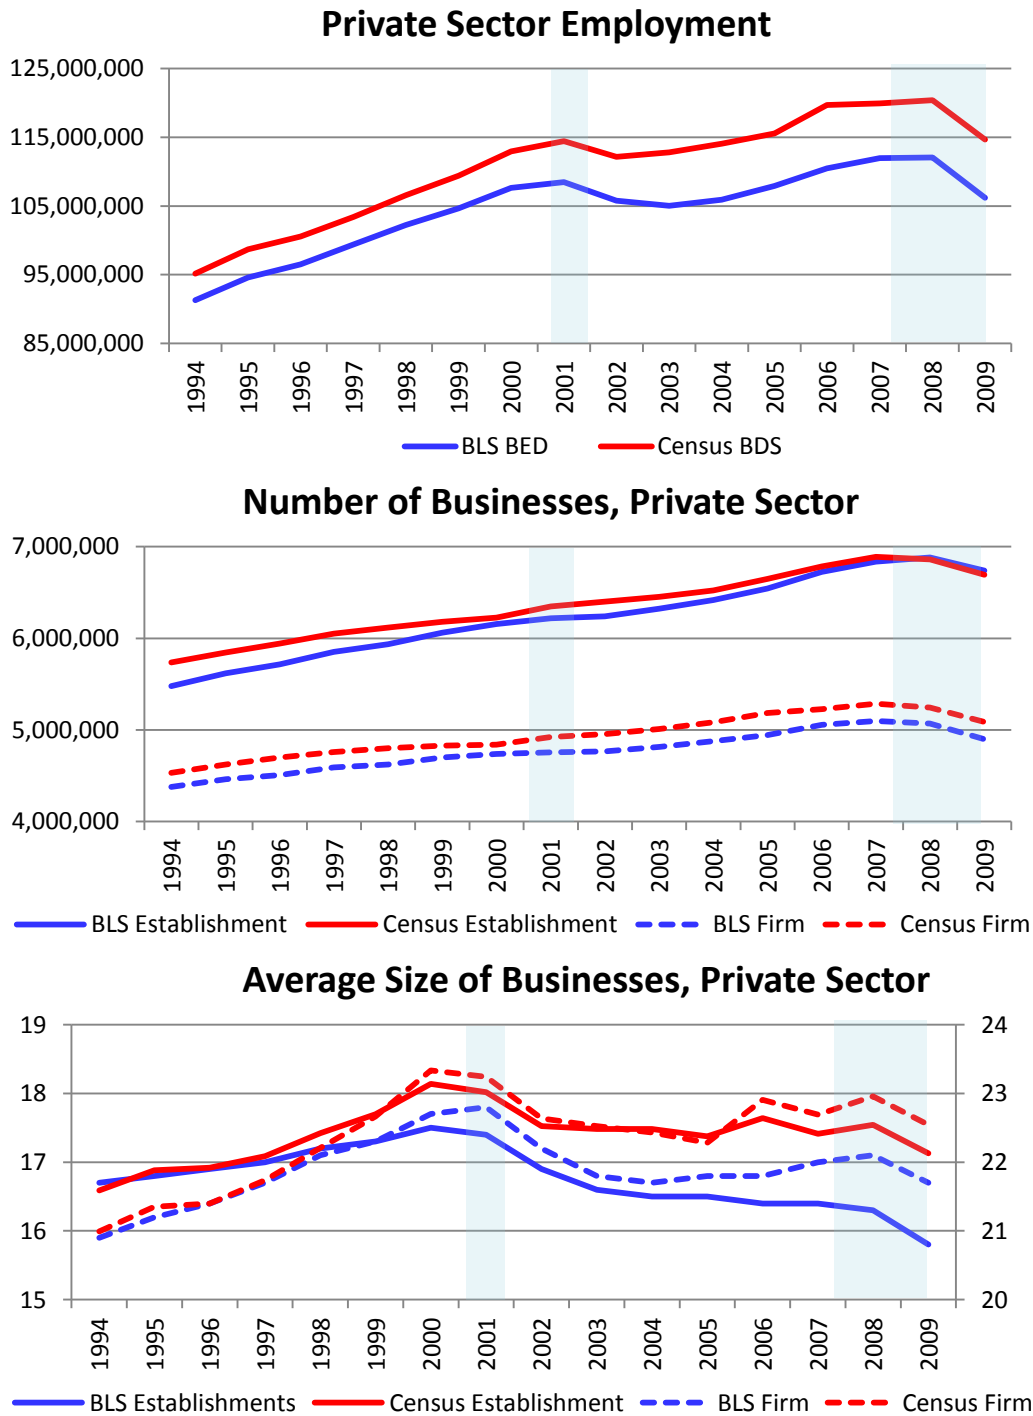 Private Sector Employment
125,000,000
115,000,000
105,000,000
95,000,000
85,000,000
1994 1995 1996 1997 1998 1999 2000 2001 2002 2003 2004 2005 2006 2007 2008 2009
BLS BED Census BDS
Number of Businesses, Private Sector
7,000,000
6,000,000
5,000,000
4,000,000
1994 1995 1996 1997 1998 1999 2000 2001 2002 2003 2004 2005 2006 2007 2008 2009
BLS Establishment Census Establishment BLS Firm Census Firm
Average Size of Businesses, Private Sector
19 24
18 23
17 22
16 21
15 20
1994 1995 1996 1997 1998 1999 2000 2001 2002 2003 2004 2005 2006 2007 2008 2009
BLS Establishments Census Establishment BLS Firm Census Firm